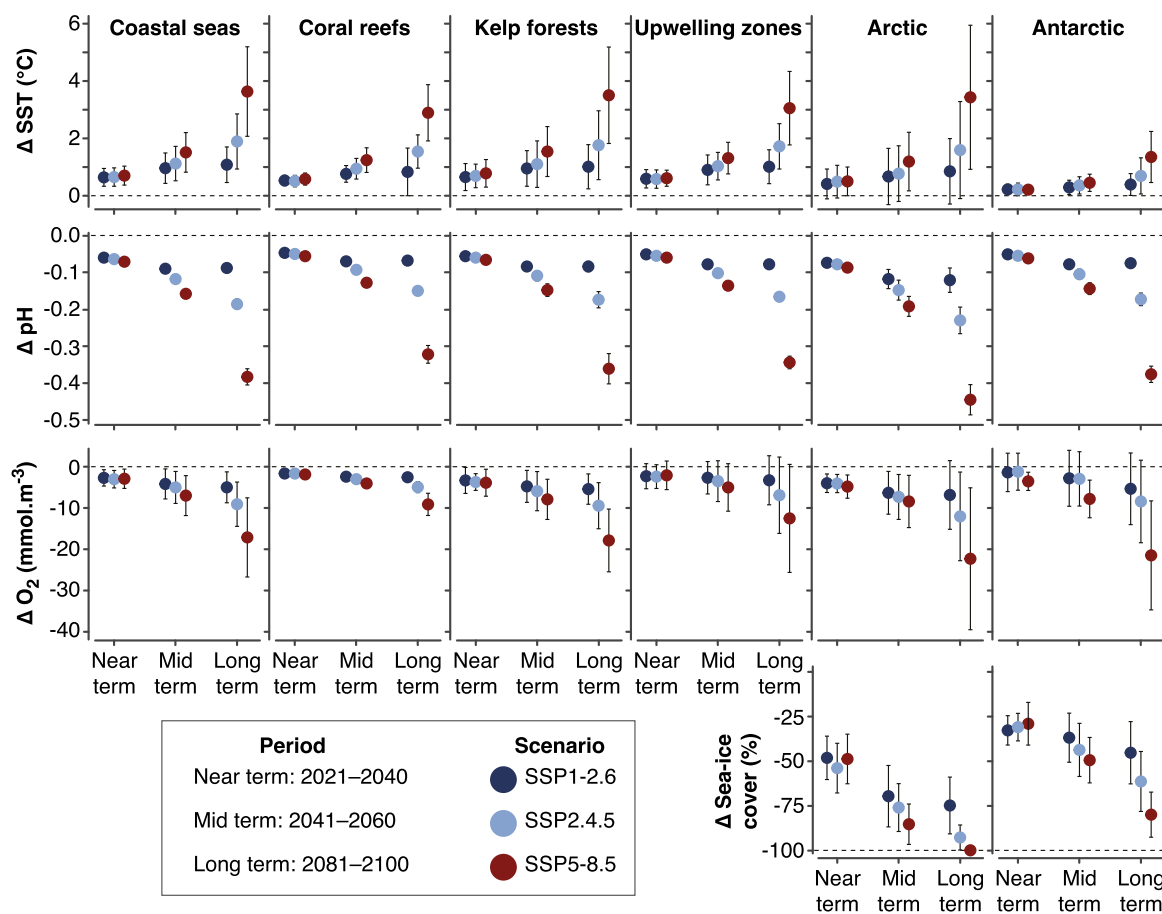 Coastal seas Coral reefs Kelp forests Upwelling zones Arctic Antarctic
Δ SST (°C)
6
4
2
0
Δ pH
0.0
-0.1
-0.2
-0.3
-0.4
-0.5
Δ O2 (mmol.m-3)
0
-10
-20
-30
-40
Near term Mid term Long term Near term Mid term Long term Near term Mid term Long term Near term Mid term Long term
Δ Sea-ice cover (%)
-25
-50
-75
-100
Near term Mid term Long term Near term Mid term Long term
Period Scenario
Near term: 2021–2040 SSP1-2.6
Mid term: 2041–2060 SSP2.4.5
Long term: 2081–2100 SSP5-8.5